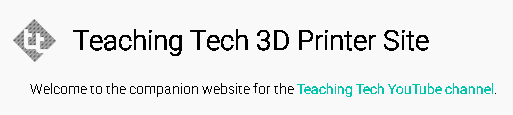 Teaching Tech 3D Printer Site
Welcome to the companion website for the Teaching Tech YouTube channel.